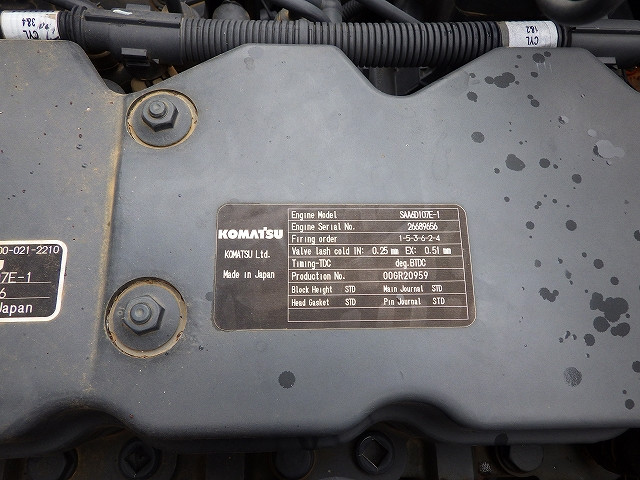 CYL
384
CYL
182
00-021-2210
07E-1
6
Japan
KOMATSU
KOMATSU Ltd.
Made in Japan
Engine Model SAA6D107E-1
Engine Serial No. 26689656
Firing order 1-5-3-6-2-4
Valve lash cold IN: 0.25 mm EX: 0.51 mm
Timing-TDC deg.BTDC
Production No. 00GR20959
Block Height STD Main Journal STD
Head Gasket STD Pin Journal STD